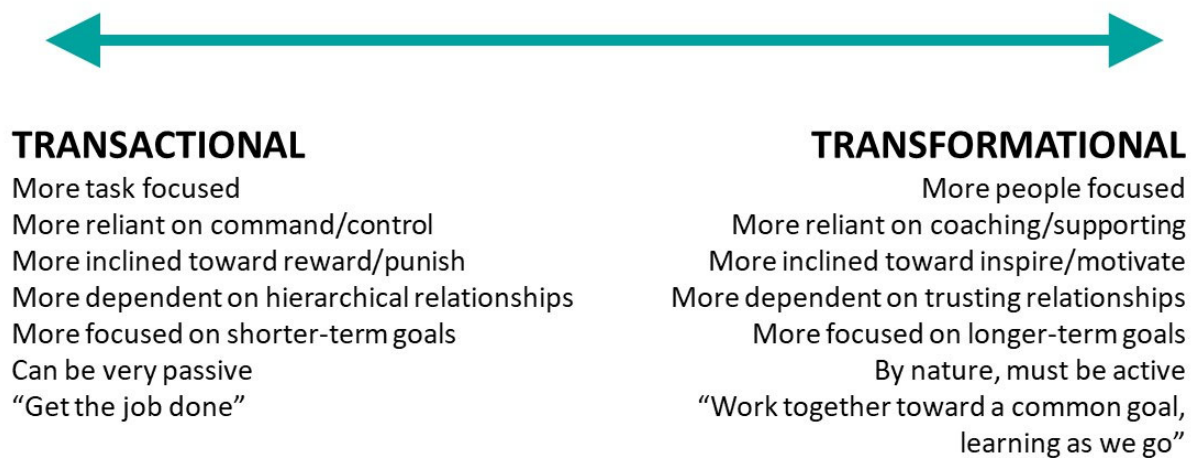 TRANSACTIONAL
More task focused
More reliant on command/control
More inclined toward reward/punish
More dependent on hierarchical relationships
More focused on shorter-term goals
Can be very passive
“Get the job done”
TRANSFORMATIONAL
More people focused
More reliant on coaching/supporting
More inclined toward inspire/motivate
More dependent on trusting relationships
More focused on longer-term goals
By nature, must be active
“Work together toward a common goal,
learning as we go”